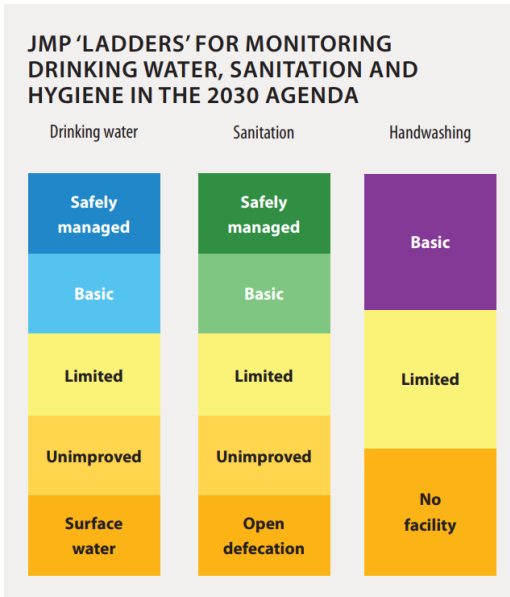 JMP ‘LADDERS’ FOR MONITORING
DRINKING WATER, SANITATION AND
HYGIENE IN THE 2030 AGENDA
Drinking water
Sanitation
Handwashing
Safely
managed
Basic
Limited
Unimproved
Surface
water
Safely
managed
Basic
Limited
Unimproved
Open
defecation
Basic
Limited
No
facility